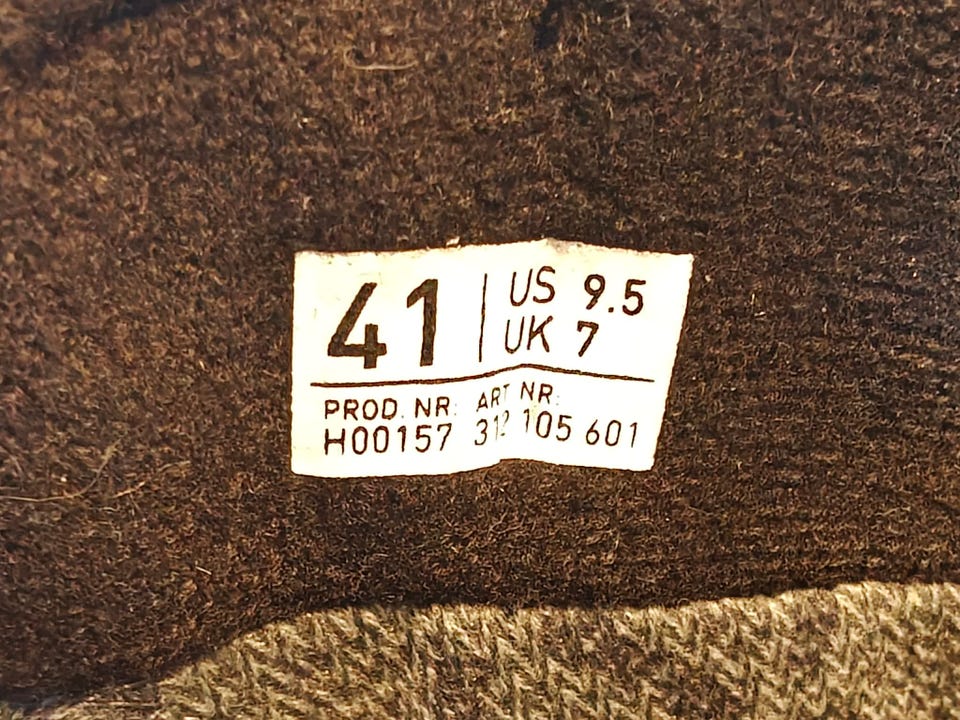 41 US 9.5
UK 7
PROD. NR: ART NR:
H00157 312 105 601